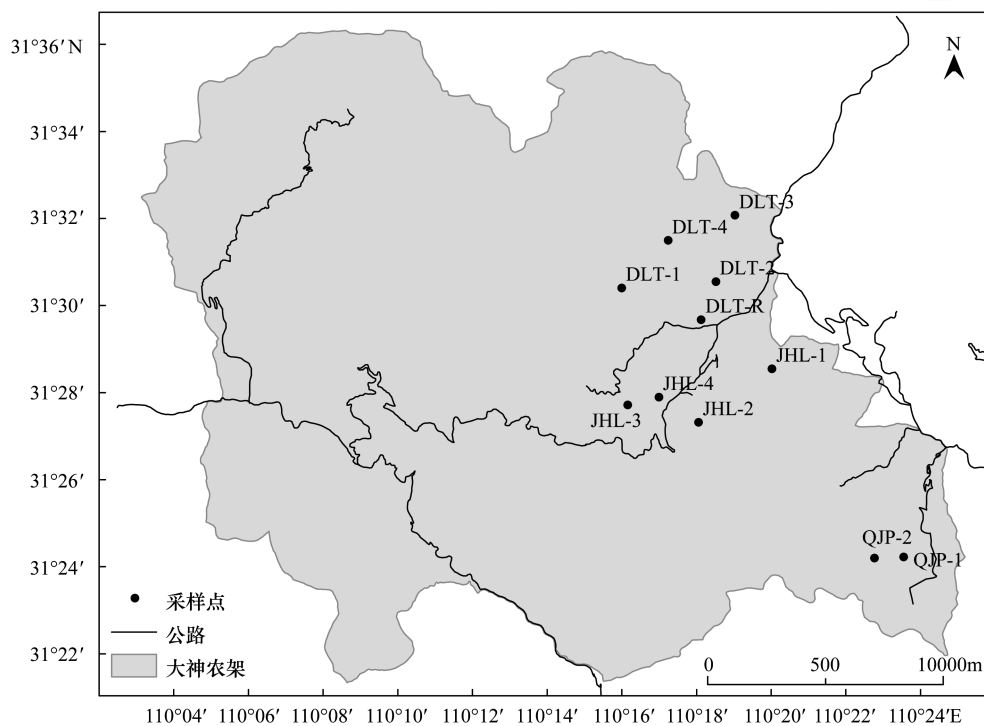 31°36′N
31°34′
31°32′
31°30′
31°28′
31°26′
31°24′
31°22′
N
DLT-3
DLT-4
DLT-2
DLT-1
DLT-R
JHL-1
JHL-4
JHL-3
JHL-2
QJP-2
QJP-1
采样点
公路
大神农架
0 500 10000m
110°04′ 110°06′ 110°08′ 110°10′ 110°12′ 110°14′ 110°16′ 110°18′ 110°20′ 110°22′ 110°24′E